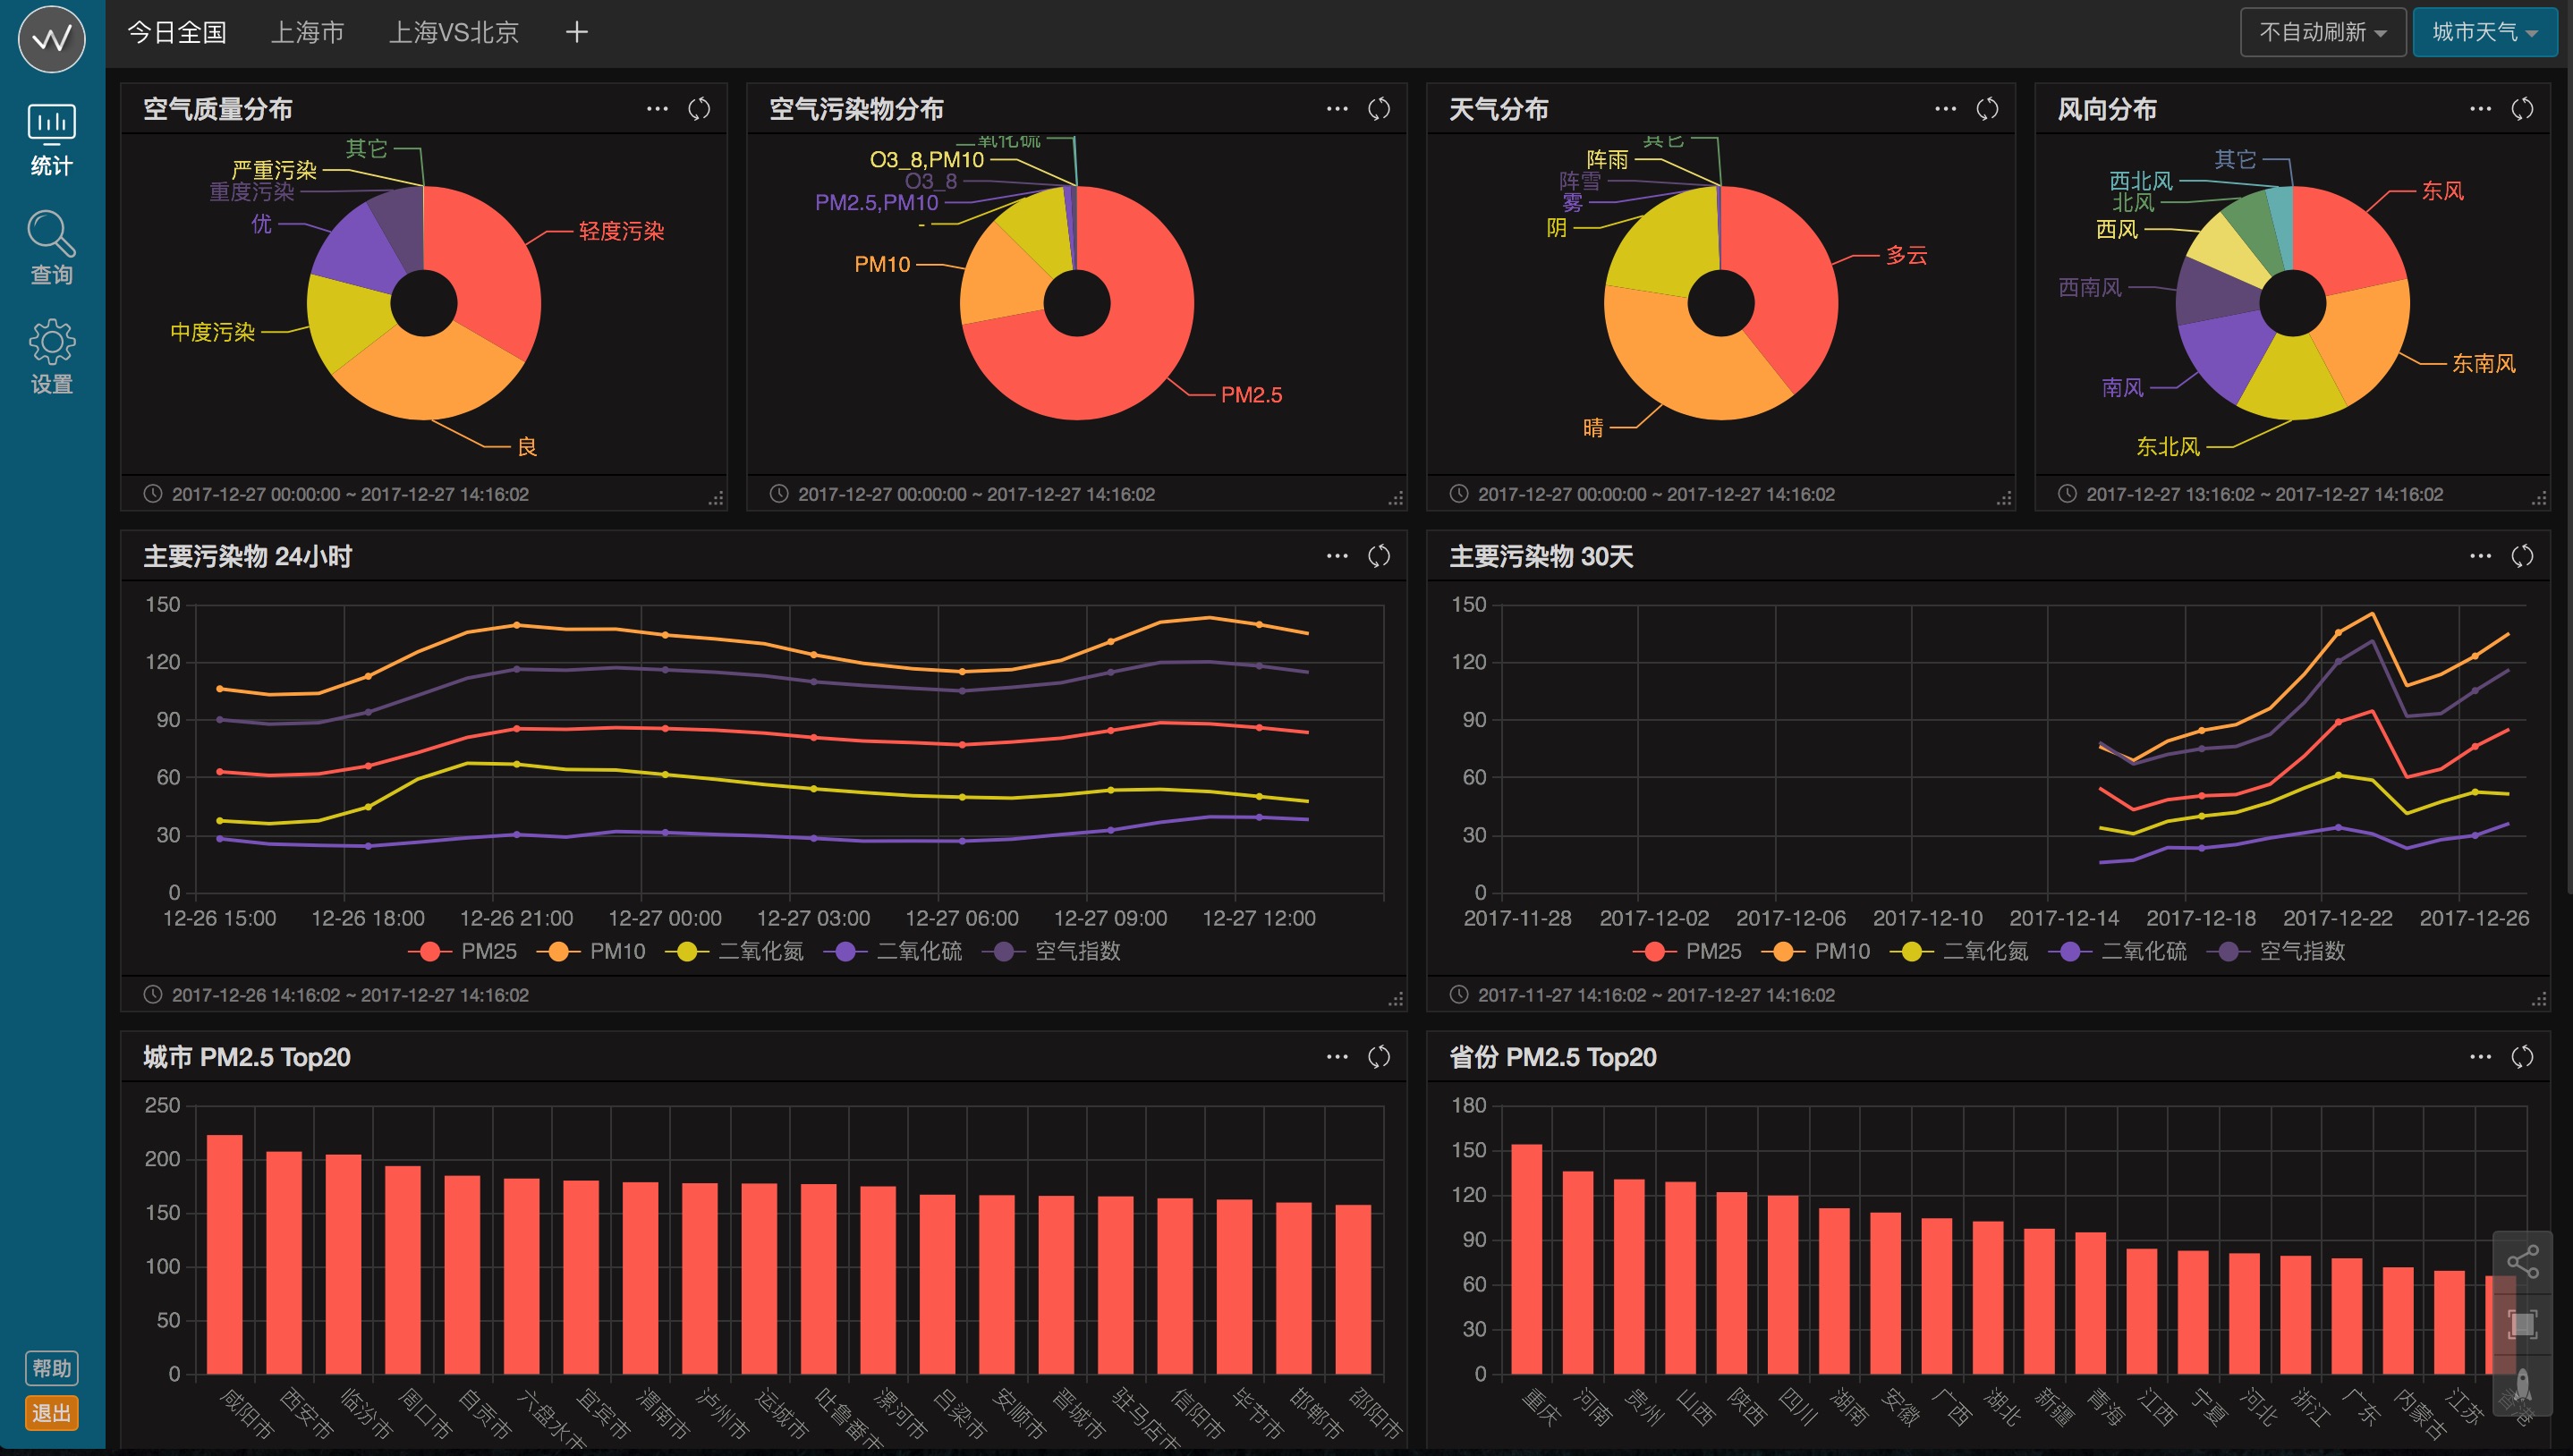 今日全国 上海市 上海VS北京 +
不自动刷新 城市天气
统计
查询
设置
帮助
退出
空气质量分布
其它
严重污染
重度污染
优
轻度污染
中度污染
良
2017-12-27 00:00:00 ~ 2017-12-27 14:16:02
空气污染物分布
二氧化硫
O3_8,PM10
O3_8
PM2.5,PM10
-
PM10
PM2.5
2017-12-27 00:00:00 ~ 2017-12-27 14:16:02
天气分布
其它
阵雨
阵雪
雾
阴
多云
晴
2017-12-27 00:00:00 ~ 2017-12-27 14:16:02
风向分布
其它
西北风
北风
西风
东风
西南风
东南风
南风
东北风
2017-12-27 13:16:02 ~ 2017-12-27 14:16:02
主要污染物 24小时
150
120
90
60
30
0
12-26 15:00 12-26 18:00 12-26 21:00 12-27 00:00 12-27 03:00 12-27 06:00 12-27 09:00 12-27 12:00
PM25 PM10 二氧化氮 二氧化硫 空气指数
2017-12-26 14:16:02 ~ 2017-12-27 14:16:02
主要污染物 30天
150
120
90
60
30
0
2017-11-28 2017-12-02 2017-12-06 2017-12-10 2017-12-14 2017-12-18 2017-12-22 2017-12-26
PM25 PM10 二氧化氮 二氧化硫 空气指数
2017-11-27 14:16:02 ~ 2017-12-27 14:16:02
城市 PM2.5 Top20
250
200
150
100
50
0
咸阳市 西安市 临汾市 周口市 自贡市 六盘水市 宜宾市 渭南市 泸州市 运城市 吐鲁番市 漯河市 吕梁市 安顺市 晋城市 驻马店市 信阳市 毕节市 邯郸市 邵阳市
省份 PM2.5 Top20
180
150
120
90
60
30
0
重庆 河南 贵州 山西 陕西 四川 湖南 安徽 广西 湖北 新疆 青海 江西 宁夏 河北 浙江 广东 内蒙古 江苏 香港